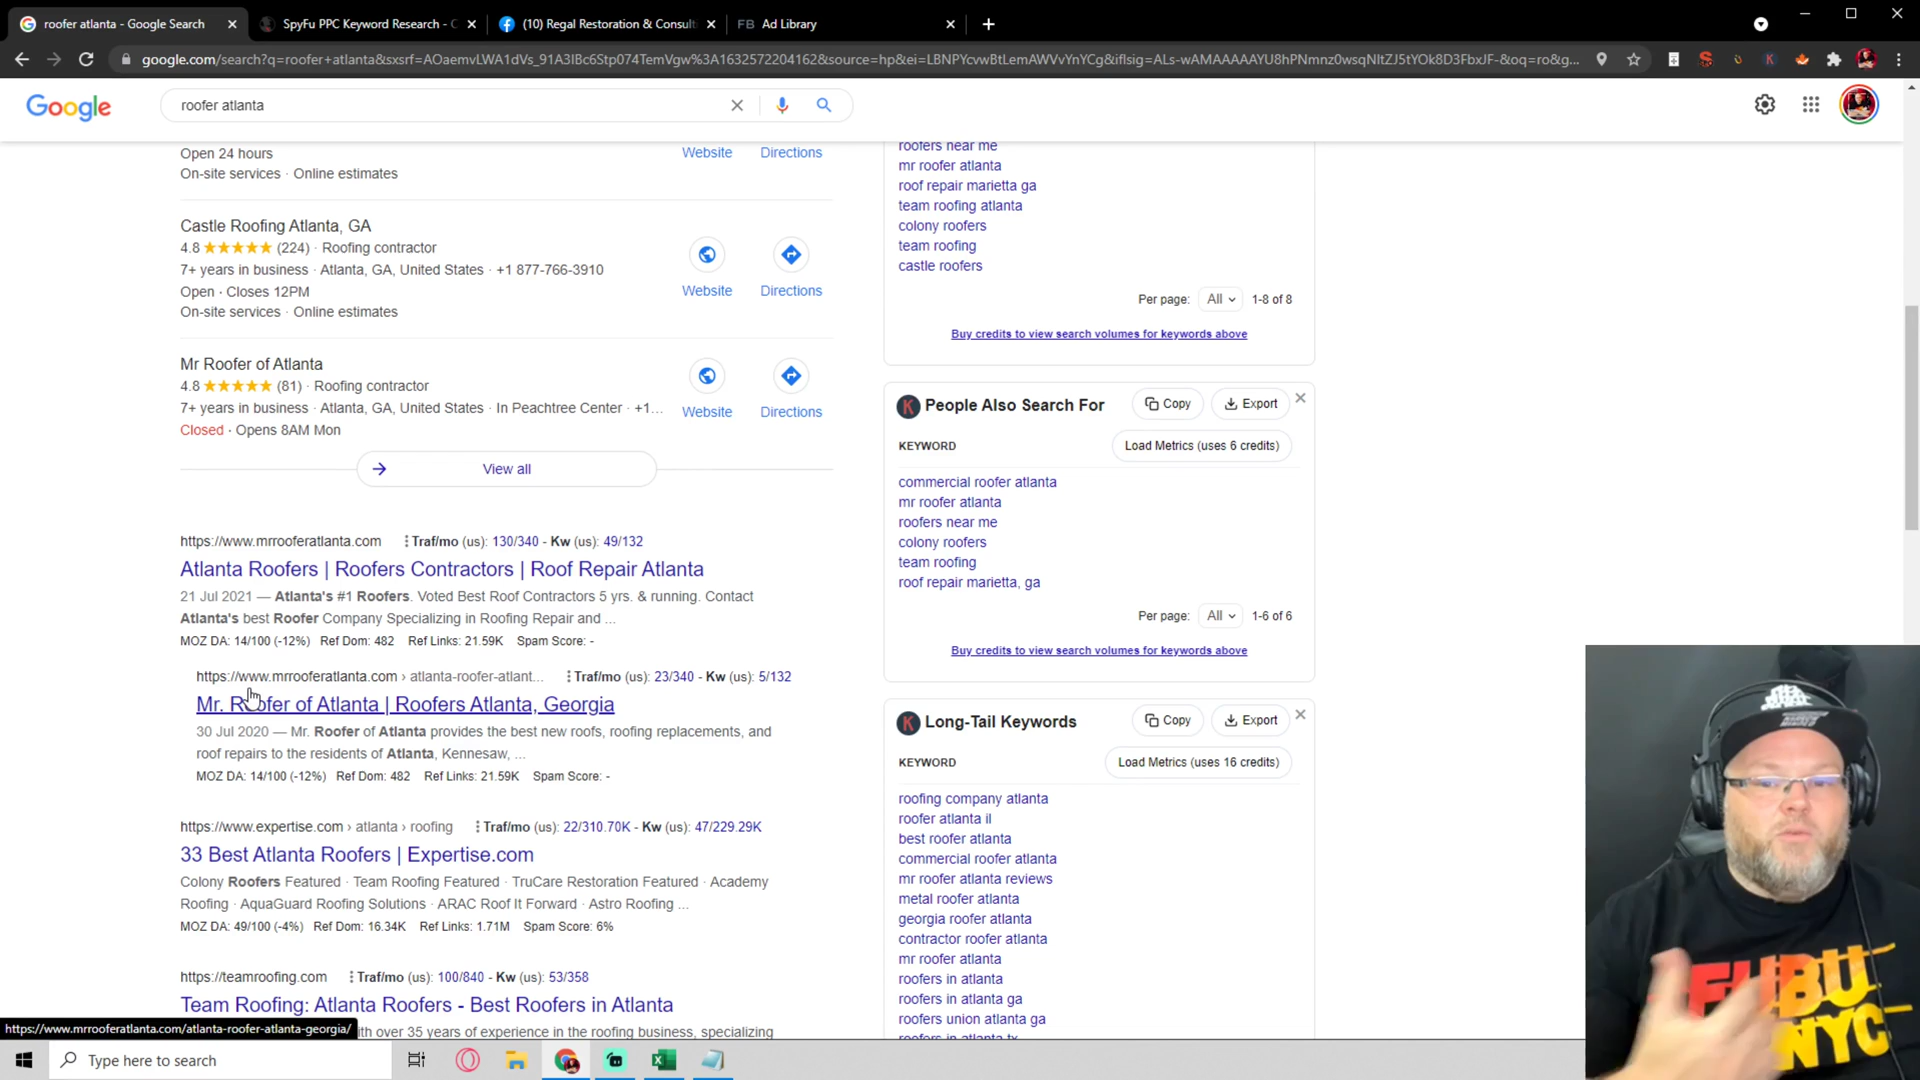 roofer atlanta - Google Search
SpyFu PPC Keyword Research - C
(10) Regal Restoration & Consult
FB Ad Library
google.com/search?q=roofer+atlanta&sxsrf=AOaemvLWA1dVs_91A3IBc6Stp074TemVgw%3A1632572204162&source=hp&ei=LBNPYcvwBtLemAWVvYnYCg&iflsig=ALs-wAMAAAAAYU8hPNmnz0wsqNltZJ5tYOk8D3FbxJF-&oq=ro&g...
Google
roofer atlanta
Open 24 hours
On-site services · Online estimates
Website
Directions
Castle Roofing Atlanta, GA
4.8 ★★★★★ (224) · Roofing contractor
7+ years in business · Atlanta, GA, United States · +1 877-766-3910
Open · Closes 12PM
On-site services · Online estimates
Website
Directions
Mr Roofer of Atlanta
4.8 ★★★★★ (81) · Roofing contractor
7+ years in business · Atlanta, GA, United States · In Peachtree Center · +1...
Closed · Opens 8AM Mon
Website
Directions
View all
https://www.mrrooferatlanta.com Traf/mo (us): 130/340 - Kw (us): 49/132
Atlanta Roofers | Roofers Contractors | Roof Repair Atlanta
21 Jul 2021 — Atlanta's #1 Roofers. Voted Best Roof Contractors 5 yrs. & running. Contact
Atlanta's best Roofer Company Specializing in Roofing Repair and ...
MOZ DA: 14/100 (-12%) Ref Dom: 482 Ref Links: 21.59K Spam Score: -
https://www.mrrooferatlanta.com › atlanta-roofer-atlant... Traf/mo (us): 23/340 - Kw (us): 5/132
Mr. Roofer of Atlanta | Roofers Atlanta, Georgia
30 Jul 2020 — Mr. Roofer of Atlanta provides the best new roofs, roofing replacements, and
roof repairs to the residents of Atlanta, Kennesaw, ...
MOZ DA: 14/100 (-12%) Ref Dom: 482 Ref Links: 21.59K Spam Score: -
https://www.expertise.com › atlanta › roofing Traf/mo (us): 22/310.70K - Kw (us): 47/229.29K
33 Best Atlanta Roofers | Expertise.com
Colony Roofers Featured · Team Roofing Featured · TruCare Restoration Featured · Academy
Roofing · AquaGuard Roofing Solutions · ARAC Roof It Forward · Astro Roofing ...
MOZ DA: 49/100 (-4%) Ref Dom: 16.34K Ref Links: 1.71M Spam Score: 6%
https://teamroofing.com Traf/mo (us): 100/840 - Kw (us): 53/358
Team Roofing: Atlanta Roofers - Best Roofers in Atlanta
th over 35 years of experience in the roofing business, specializing
https://www.mrrooferatlanta.com/atlanta-roofer-atlanta-georgia/
roofers near me
mr roofer atlanta
roof repair marietta ga
team roofing atlanta
colony roofers
team roofing
castle roofers
Per page: All 1-8 of 8
Buy credits to view search volumes for keywords above
K People Also Search For Copy Export
KEYWORD Load Metrics (uses 6 credits)
commercial roofer atlanta
mr roofer atlanta
roofers near me
colony roofers
team roofing
roof repair marietta, ga
Per page: All 1-6 of 6
Buy credits to view search volumes for keywords above
K Long-Tail Keywords Copy Export
KEYWORD Load Metrics (uses 16 credits)
roofing company atlanta
roofer atlanta il
best roofer atlanta
commercial roofer atlanta
mr roofer atlanta reviews
metal roofer atlanta
georgia roofer atlanta
contractor roofer atlanta
mr roofer atlanta
roofers in atlanta
roofers in atlanta ga
roofers union atlanta ga
roofers in atlanta tx
FUBU
NYC
Type here to search